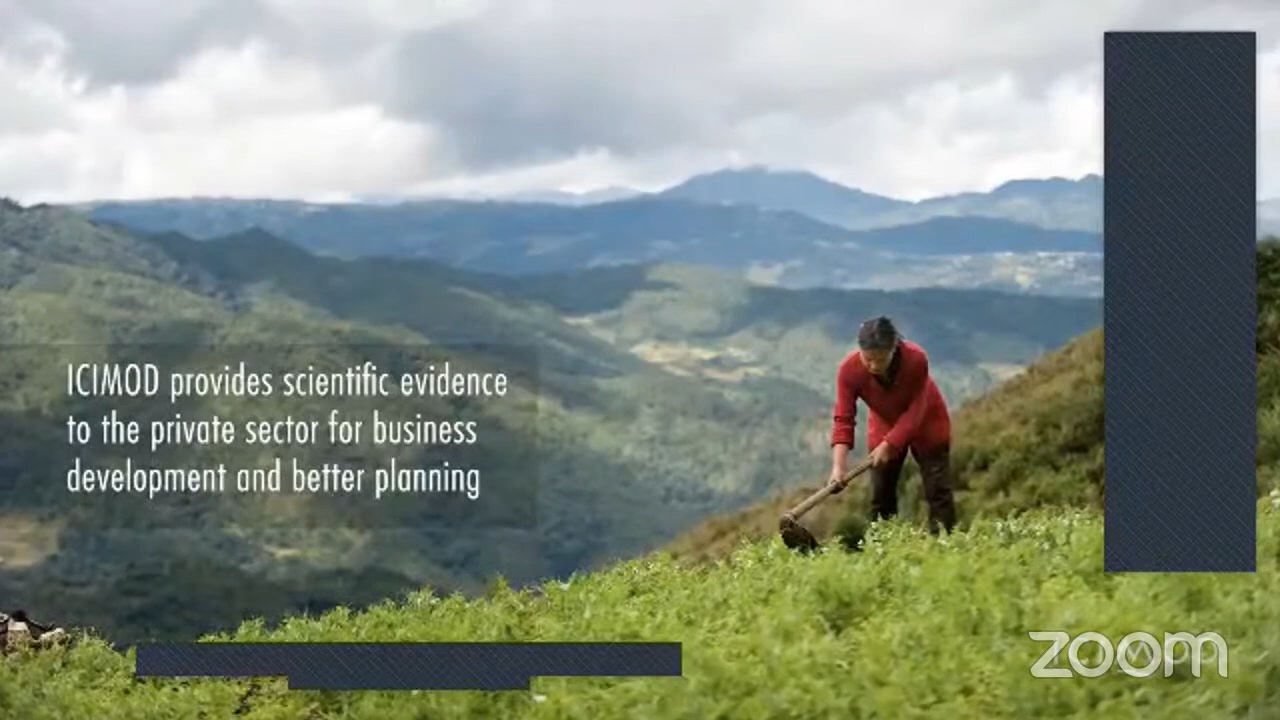 ICIMOD provides scientific evidence
to the private sector for business
development and better planning
zoom